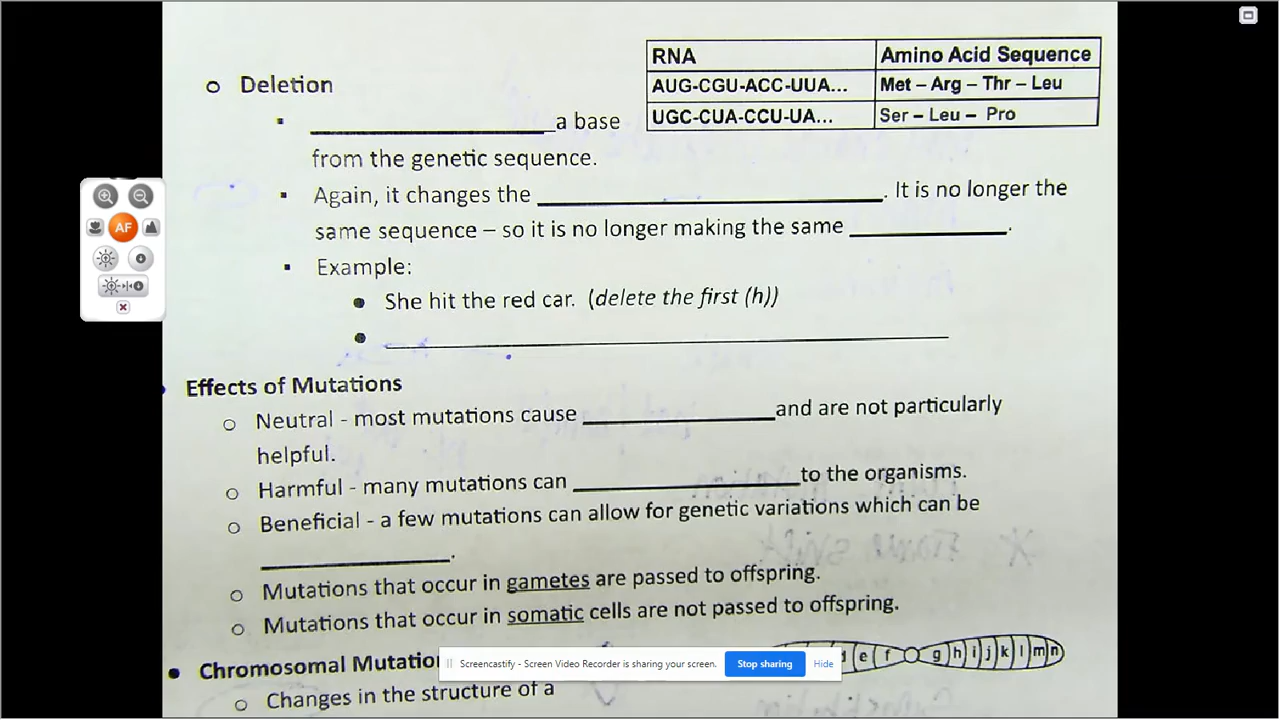 RNA Amino Acid Sequence
Deletion
AUG-CGU-ACC-UUA... Met – Arg – Thr – Leu
UGC-CUA-CCU-UA... Ser – Leu – Pro
____________________a base
from the genetic sequence.
Again, it changes the ____________________. It is no longer the
same sequence – so it is no longer making the same __________.
Example:
She hit the red car. (delete the first (h))
AF
Effects of Mutations
Neutral - most mutations cause _______________and are not particularly
helpful.
Harmful - many mutations can _______________to the organisms.
Beneficial - a few mutations can allow for genetic variations which can be
_______________.
Mutations that occur in gametes are passed to offspring.
Mutations that occur in somatic cells are not passed to offspring.
Chromosomal Mutatio
Screencastify - Screen Video Recorder is sharing your screen. Stop sharing Hide
e f g h i j k l m n
Changes in the structure of a